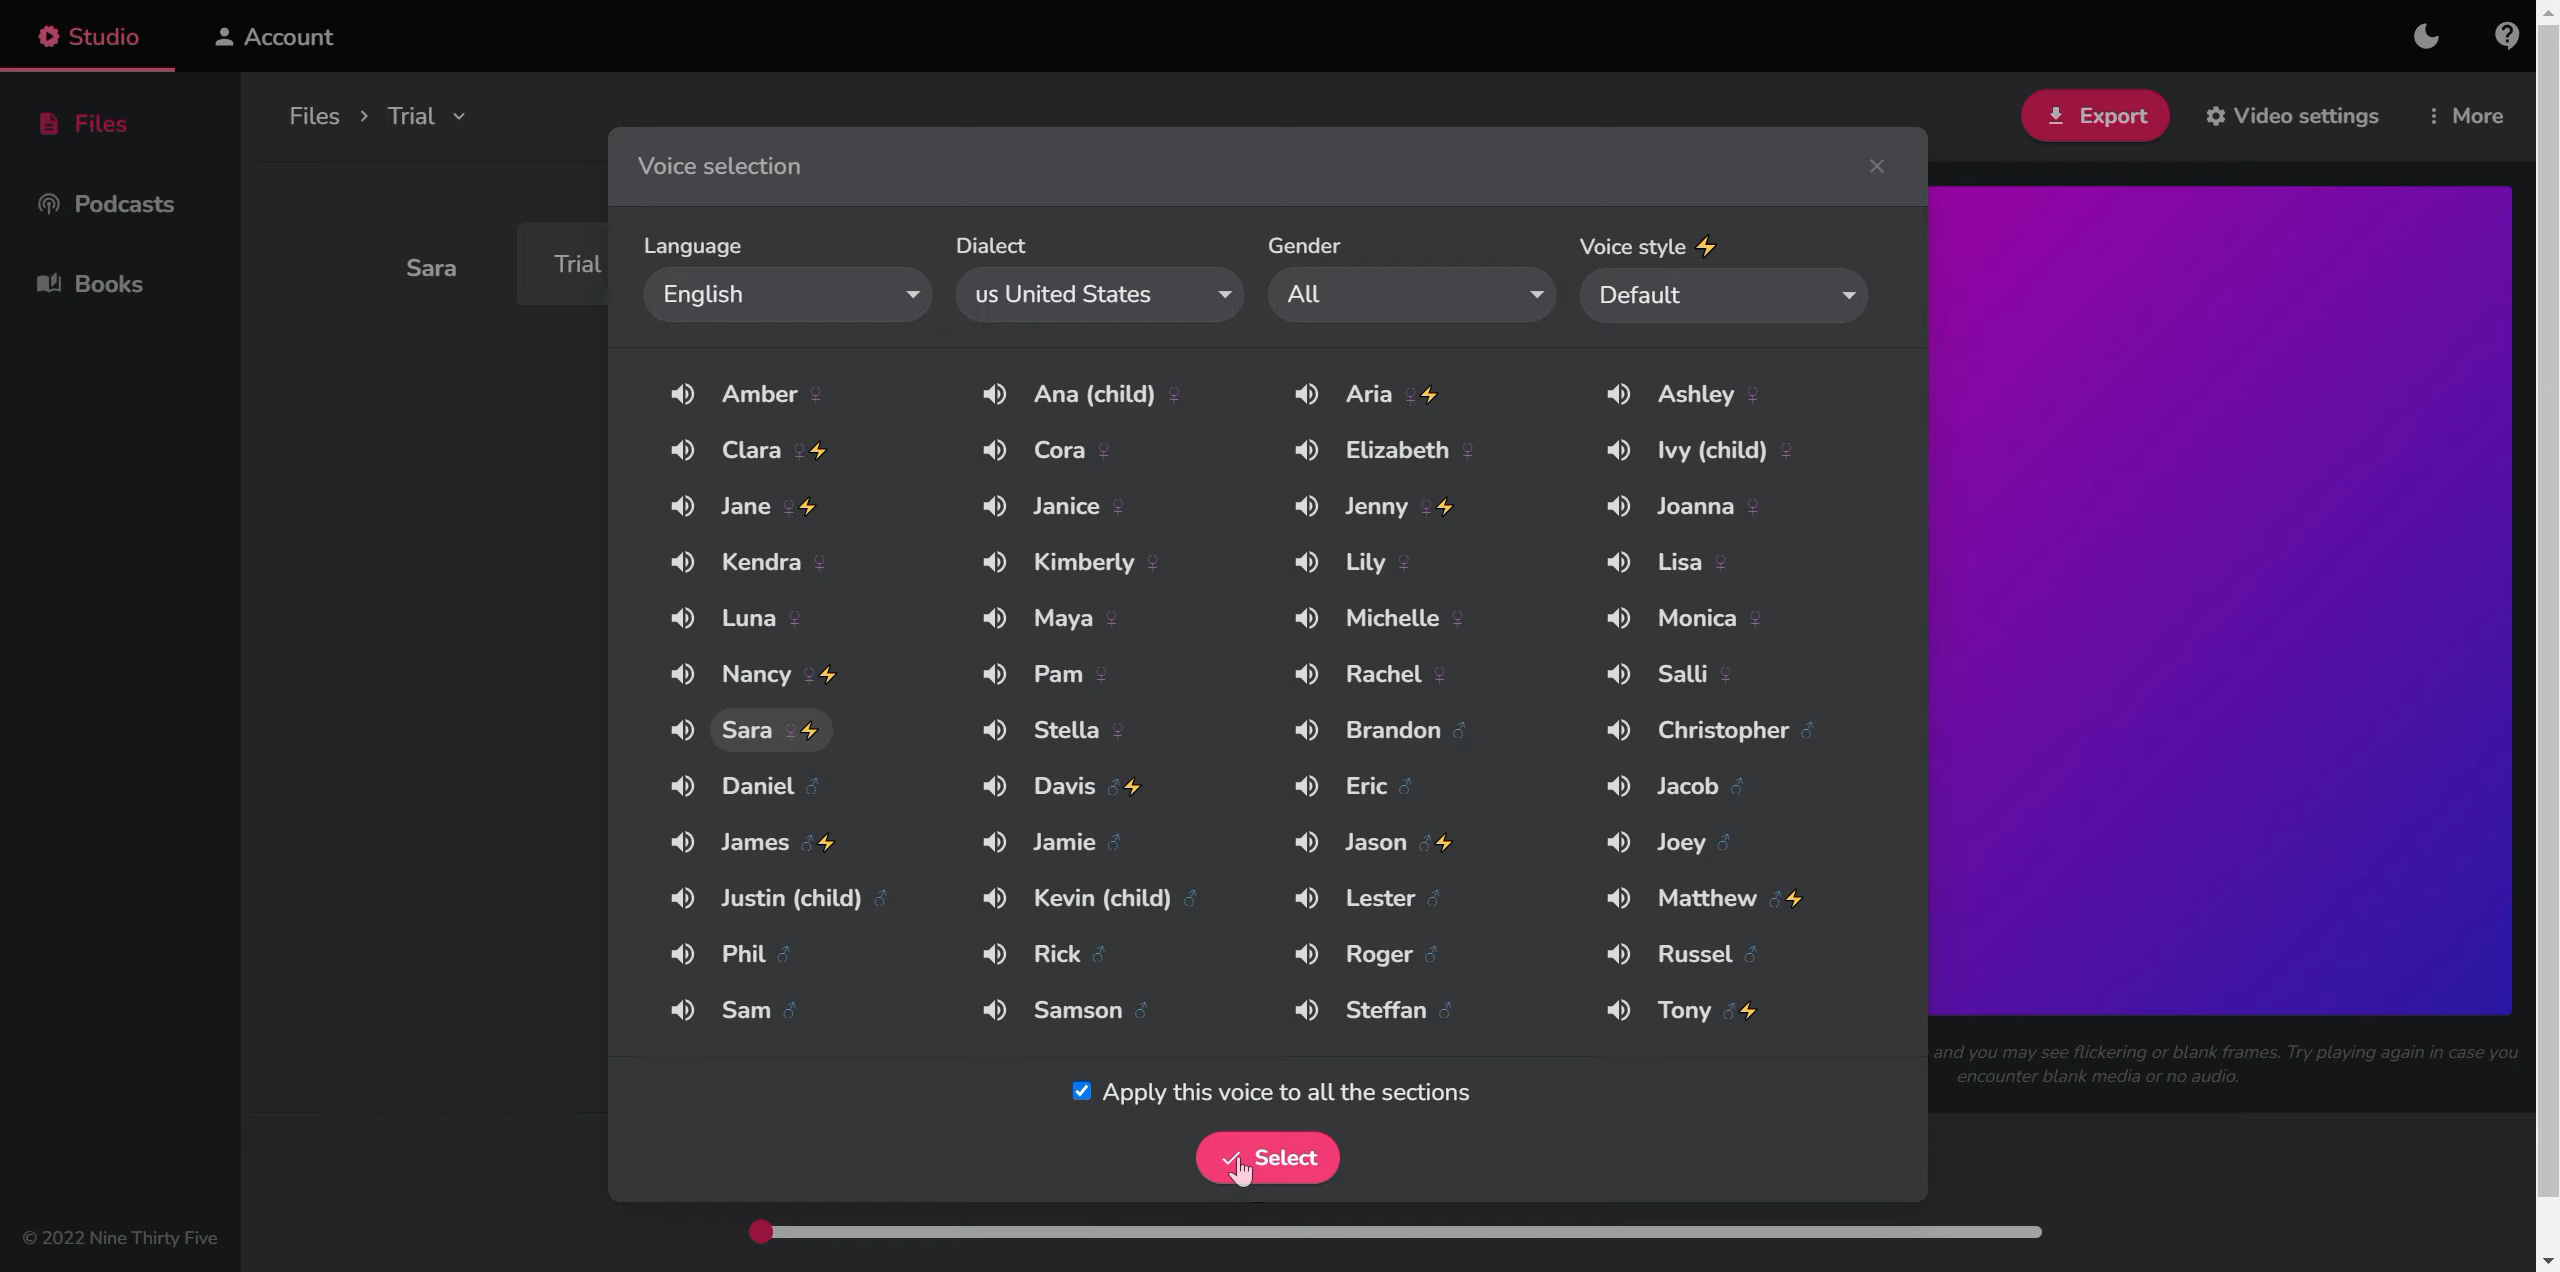 Studio
Account
Files
Podcasts
Books
Files > Trial
Export
Video settings
More
Sara
Trial
Voice selection
Language
Dialect
Gender
Voice style
English
us United States
All
Default
Amber
Ana (child)
Aria
Ashley
Clara
Cora
Elizabeth
Ivy (child)
Jane
Janice
Jenny
Joanna
Kendra
Kimberly
Lily
Lisa
Luna
Maya
Michelle
Monica
Nancy
Pam
Rachel
Salli
Sara
Stella
Brandon
Christopher
Daniel
Davis
Eric
Jacob
James
Jamie
Jason
Joey
Justin (child)
Kevin (child)
Lester
Matthew
Phil
Rick
Roger
Russel
Sam
Samson
Steffan
Tony
and you may see flickering or blank frames. Try playing again in case you
encounter blank media or no audio.
Apply this voice to all the sections
Select
© 2022 Nine Thirty Five